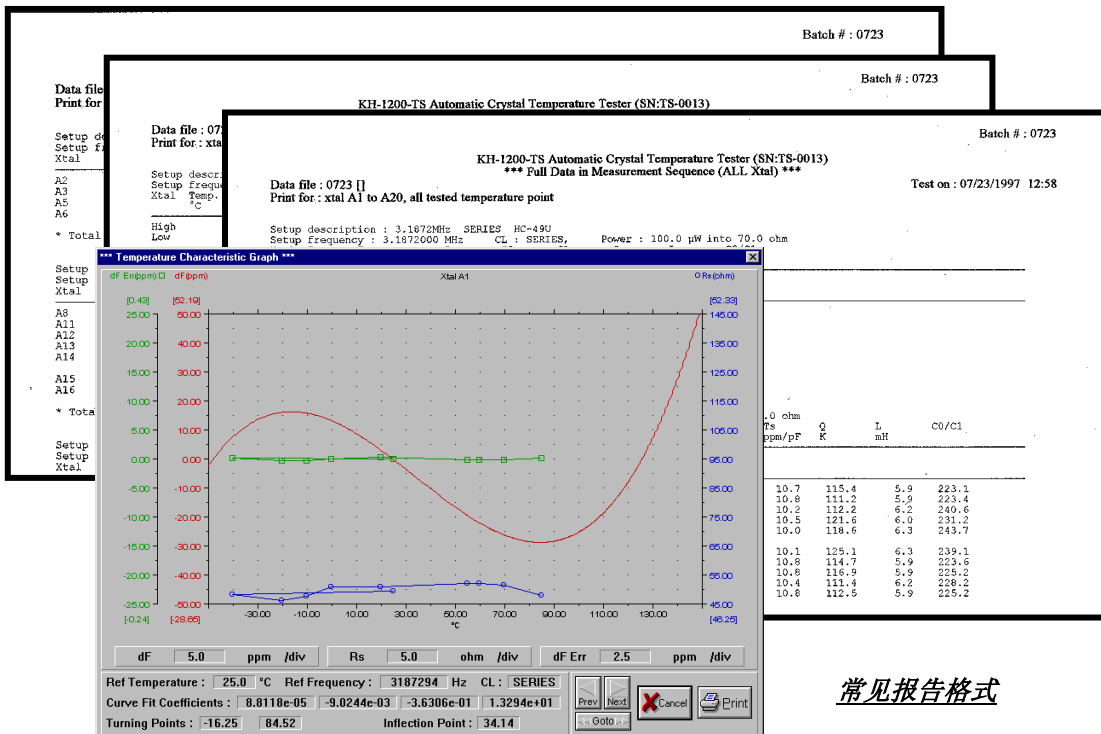 Batch # : 0723
Data file
Print for
Setup de
Setup f
Xtal
A2
A3
A5
A6
* Total
Setup
Setup
Xtal
A8
A11
A12
A13
A14
A15
A16
* Tota
Setup
Setup
Xtal
Batch # : 0723
KH-1200-TS Automatic Crystal Temperature Tester (SN:TS-0013)
Data file : 07
Print for : xta
Setup descri
Setup frequ
Xtal Temp.
°C
High
Low
Batch # : 0723
KH-1200-TS Automatic Crystal Temperature Tester (SN:TS-0013)
*** Full Data in Measurement Sequence (ALL Xtal) ***
Data file : 0723 []
Test on : 07/23/1997 12:58
Print for : xtal A1 to A20, all tested temperature point
Setup description : 3.1872MHz SERIES HC-49U
Setup frequency : 3.1872000 MHz CL : SERIES, Power : 100.0 µW into 70.0 ohm
.0 ohm
Ts Q L C0/C1
ppm/pF K mH
10.7 115.4 5.9 223.1
10.8 111.2 5.9 223.4
10.2 112.2 6.2 240.6
10.5 121.6 6.0 231.2
10.0 118.6 6.3 243.7
10.1 125.1 6.3 239.1
10.8 114.7 5.9 223.6
10.8 116.9 5.9 225.2
10.4 111.4 6.2 228.2
10.8 112.5 5.9 225.2
*** Temperature Characteristic Graph ***
dF Err(ppm) dF(ppm) Xtal A1 Rs(ohm)
[0.43] [52.19] [52.33]
25.00 50.00 145.00
20.00 40.00 135.00
15.00 30.00 125.00
10.00 20.00 115.00
5.00 10.00 105.00
0.00 0.00 95.00
-5.00 -10.00 85.00
-10.00 -20.00 75.00
-15.00 -30.00 65.00
-20.00 -40.00 55.00
-25.00 -50.00 45.00
[-0.24] [-28.65] [46.25]
-30.00 -10.00 10.00 30.00 50.00 70.00 90.00 110.00 130.00
°C
dF 5.0 ppm /div Rs 5.0 ohm /div dF Err 2.5 ppm /div
Ref Temperature : 25.0 °C Ref Frequency : 3187294 Hz CL : SERIES
Curve Fit Coefficients : 8.8118e-05 -9.0244e-03 -3.6306e-01 1.3294e+01
Turning Points : -16.25 84.52 Inflection Point : 34.14
Prev Next
Goto
Cancel
Print
常见报告格式